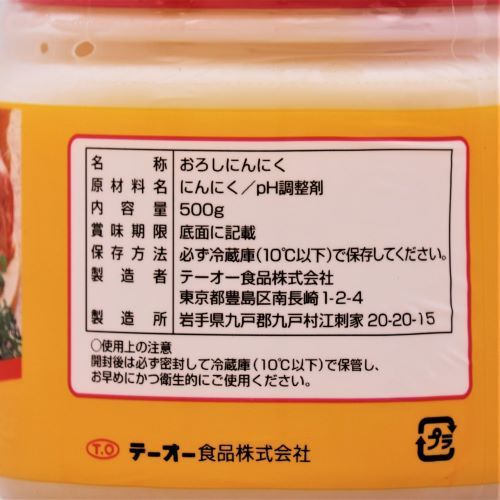 名称 おろしにんにく
原材料名 にんにく／pH調整剤
内容量 500g
賞味期限 底面に記載
保存方法 必ず冷蔵庫(10℃以下)で保存してください。
製造者 テーオー食品株式会社
東京都豊島区南長崎1-2-4
製造所 岩手県九戸郡九戸村江刺家20-20-15
○使用上の注意
開封後は必ず密封して冷蔵庫(10℃以下)で保管し、
お早めにかつ衛生的にご使用ください。
T.O テーオー食品株式会社
プラ